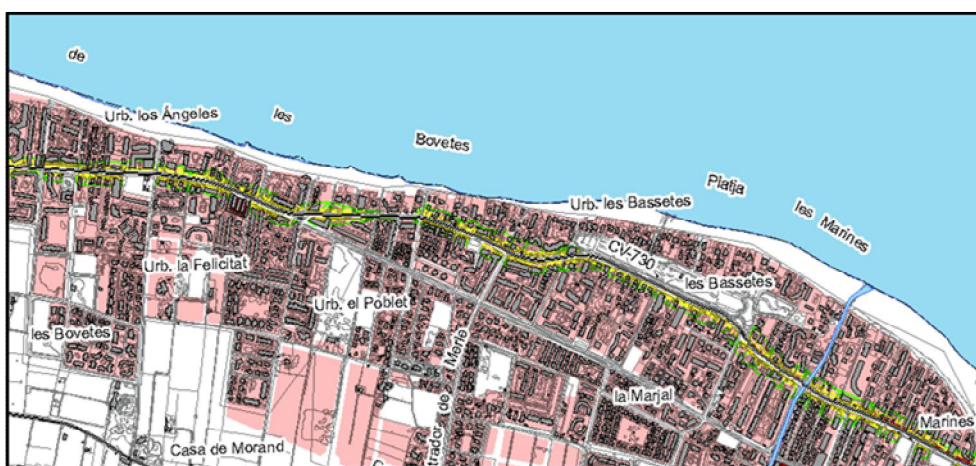 de
Urb. los Ángeles
les
Bovetes
Platja
les Marines
Urb. les Bassetes
CV-730
les Bassetes
Urb. la Felicitat
Urb. el Poblet
les Bovetes
Merle
de
trador
la Marjal
Marines
Casa de Morand
C